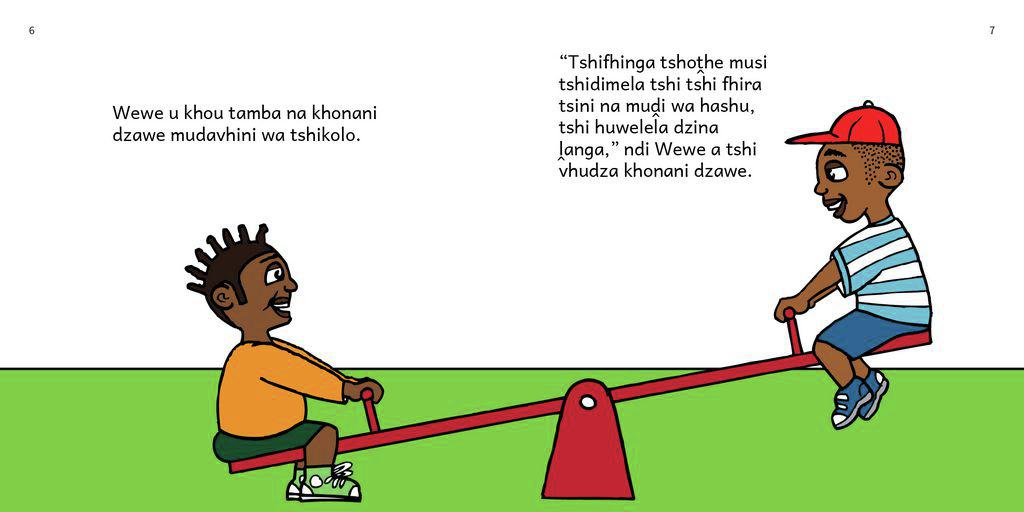 6
7
Wewe u khou tamba na khonani
dzawe mudavhini wa tshikolo.
“Tshifhinga tshoṱhe musi
tshidimela tshi tshi fhira
tsini na muḓi wa hashu,
tshi huwelela dzina
ḽanga,” ndi Wewe a tshi
vhudza khonani dzawe.